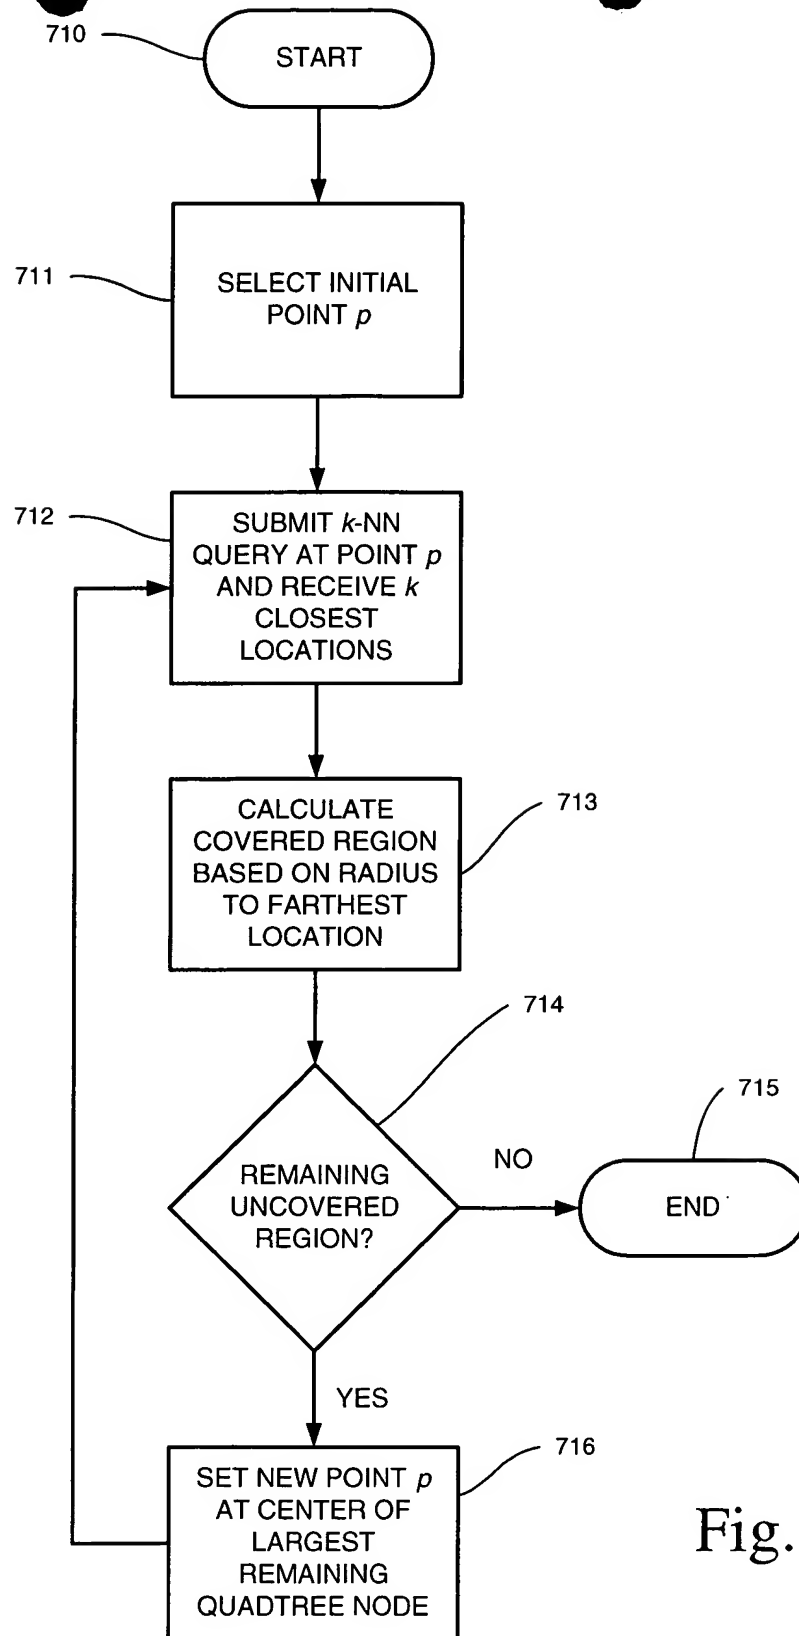 710
START
711
SELECT INITIAL
POINT p
712
SUBMIT k-NN
QUERY AT POINT p
AND RECEIVE k
CLOSEST
LOCATIONS
713
CALCULATE
COVERED REGION
BASED ON RADIUS
TO FARTHEST
LOCATION
714
REMAINING
UNCOVERED
REGION?
NO
715
END
YES
716
SET NEW POINT p
AT CENTER OF
LARGEST
REMAINING
QUADTREE NODE
Fig.